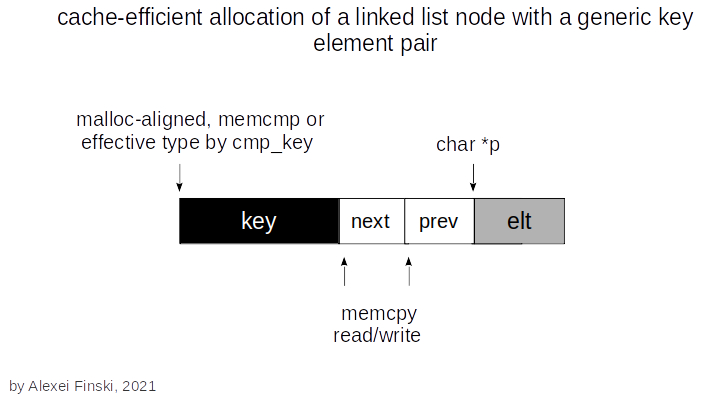 cache-efficient allocation of a linked list node with a generic key
element pair
malloc-aligned, memcmp or
effective type by cmp_key
char *p
key
next
prev
elt
memcpy
read/write
by Alexei Finski, 2021